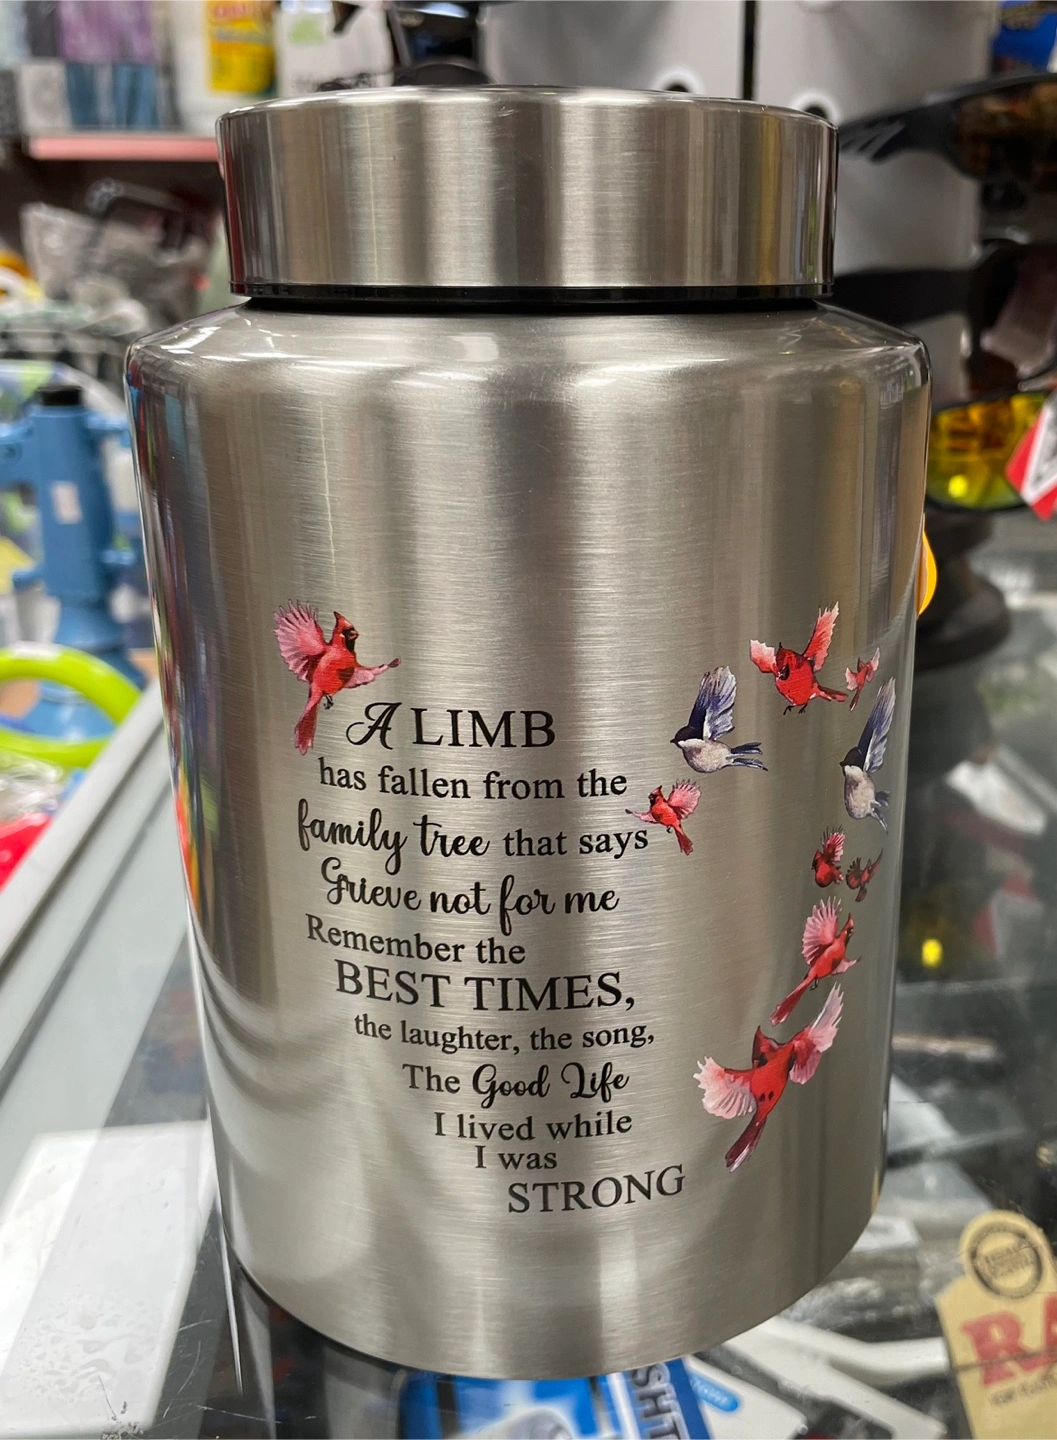 A LIMB
has fallen from the
family tree that says
Grieve not for me
Remember the
BEST TIMES,
the laughter, the song,
The Good Life
I lived while
I was
STRONG
RA